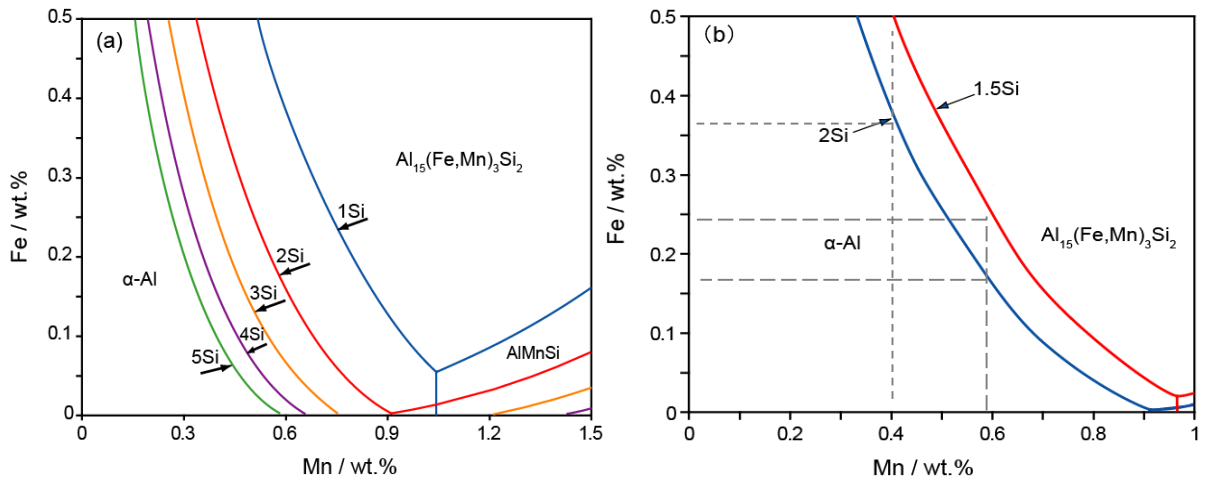 (a)
Fe / wt.%
0.5
0.4
0.3
0.2
0.1
0
0
0.3
0.6
0.9
1.2
1.5
Mn / wt.%
α-Al
Al₁₅(Fe,Mn)₃Si₂
AlMnSi
1Si
2Si
3Si
4Si
5Si
(b)
Fe / wt.%
0.5
0.4
0.3
0.2
0.1
0
0
0.2
0.4
0.6
0.8
1
Mn / wt.%
1.5Si
2Si
α-Al
Al₁₅(Fe,Mn)₃Si₂